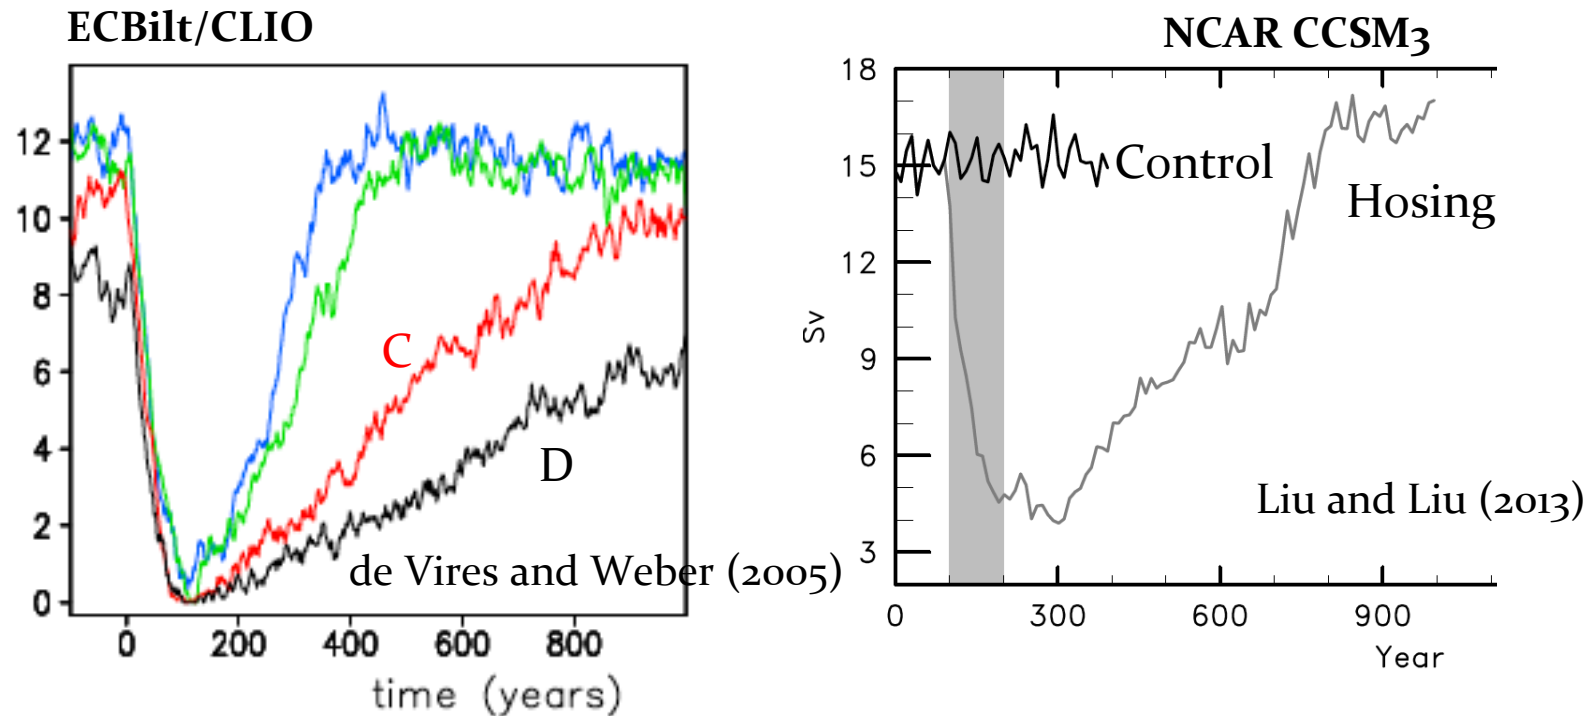 ECBilt/CLIO
12
10
8
6
4
2
0
C
D
de Vires and Weber (2005)
0 200 400 600 800
time (years)
NCAR CCSM3
18
15
12
9
6
3
Sv
Control
Hosing
Liu and Liu (2013)
0 300 600 900
Year